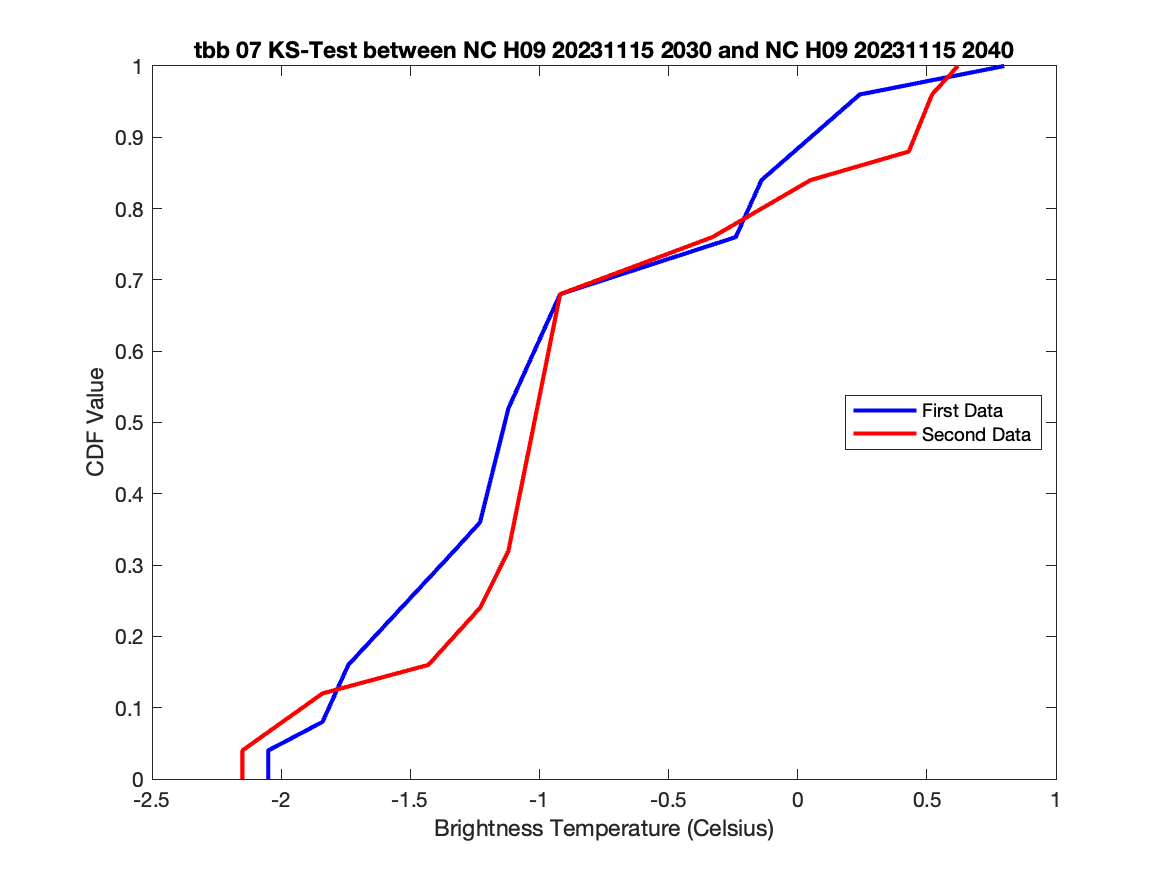 tbb 07 KS-Test between NC H09 20231115 2030 and NC H09 20231115 2040
1
0.9
0.8
0.7
0.6
0.5
0.4
0.3
0.2
0.1
0
CDF Value
First Data
Second Data
-2.5 -2 -1.5 -1 -0.5 0 0.5 1
Brightness Temperature (Celsius)